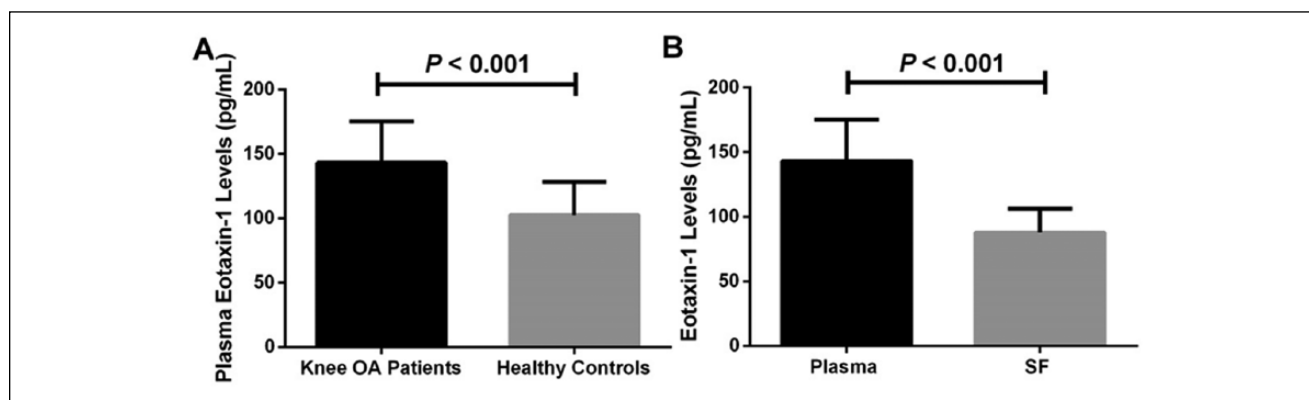 A
P < 0.001
Plasma Eotaxin-1 Levels (pg/mL)
200
150
100
50
0
Knee OA Patients
Healthy Controls
B
P < 0.001
Eotaxin-1 Levels (pg/mL)
200
150
100
50
0
Plasma
SF